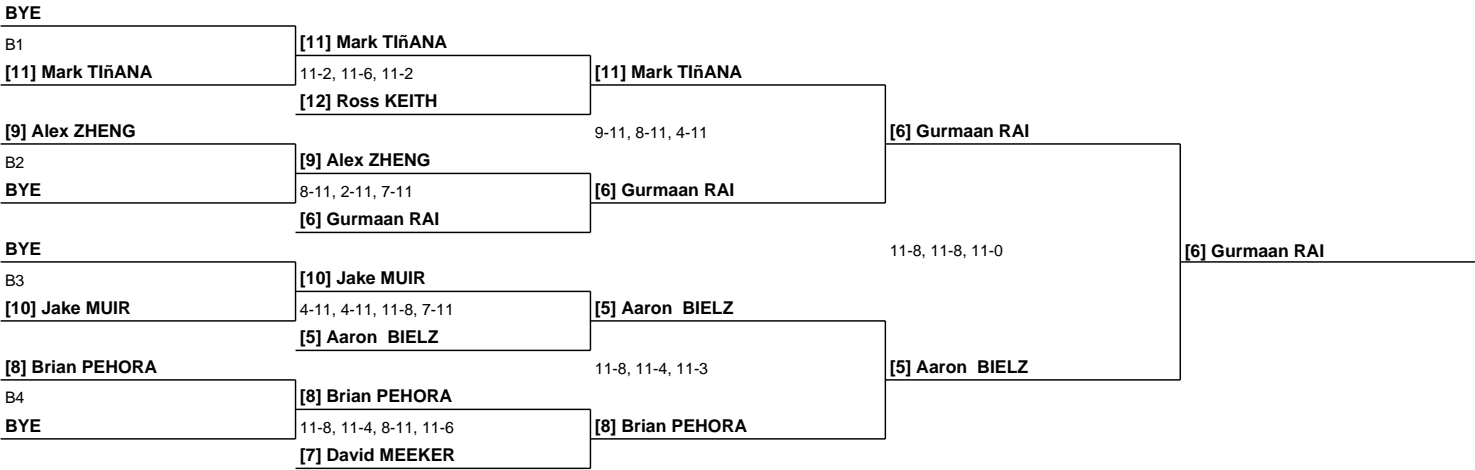 BYE
B1
[11] Mark TIñANA
[11] Mark TIñANA
11-2, 11-6, 11-2
[12] Ross KEITH
[11] Mark TIñANA
[9] Alex ZHENG
9-11, 8-11, 4-11
[6] Gurmaan RAI
B2
[9] Alex ZHENG
BYE
8-11, 2-11, 7-11
[6] Gurmaan RAI
[6] Gurmaan RAI
BYE
11-8, 11-8, 11-0
[6] Gurmaan RAI
B3
[10] Jake MUIR
[10] Jake MUIR
4-11, 4-11, 11-8, 7-11
[5] Aaron  BIELZ
[5] Aaron  BIELZ
[8] Brian PEHORA
11-8, 11-4, 11-3
[5] Aaron  BIELZ
B4
[8] Brian PEHORA
BYE
11-8, 11-4, 8-11, 11-6
[8] Brian PEHORA
[7] David MEEKER